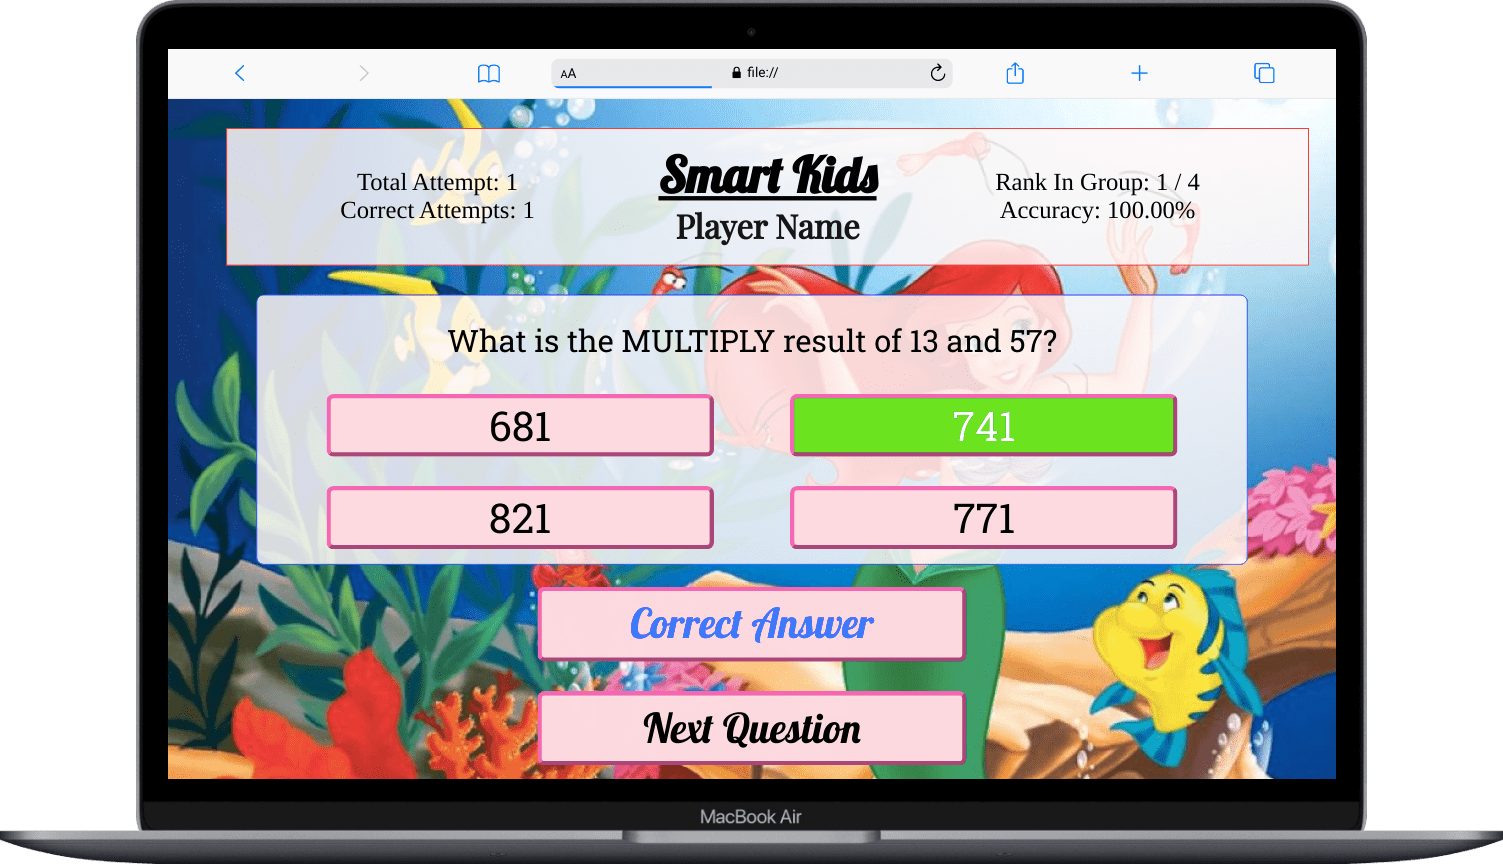 AA file://
Total Attempt: 1
Correct Attempts: 1
Smart Kids
Player Name
Rank In Group: 1 / 4
Accuracy: 100.00%
What is the MULTIPLY result of 13 and 57?
681
741
821
771
Correct Answer
Next Question
MacBook Air